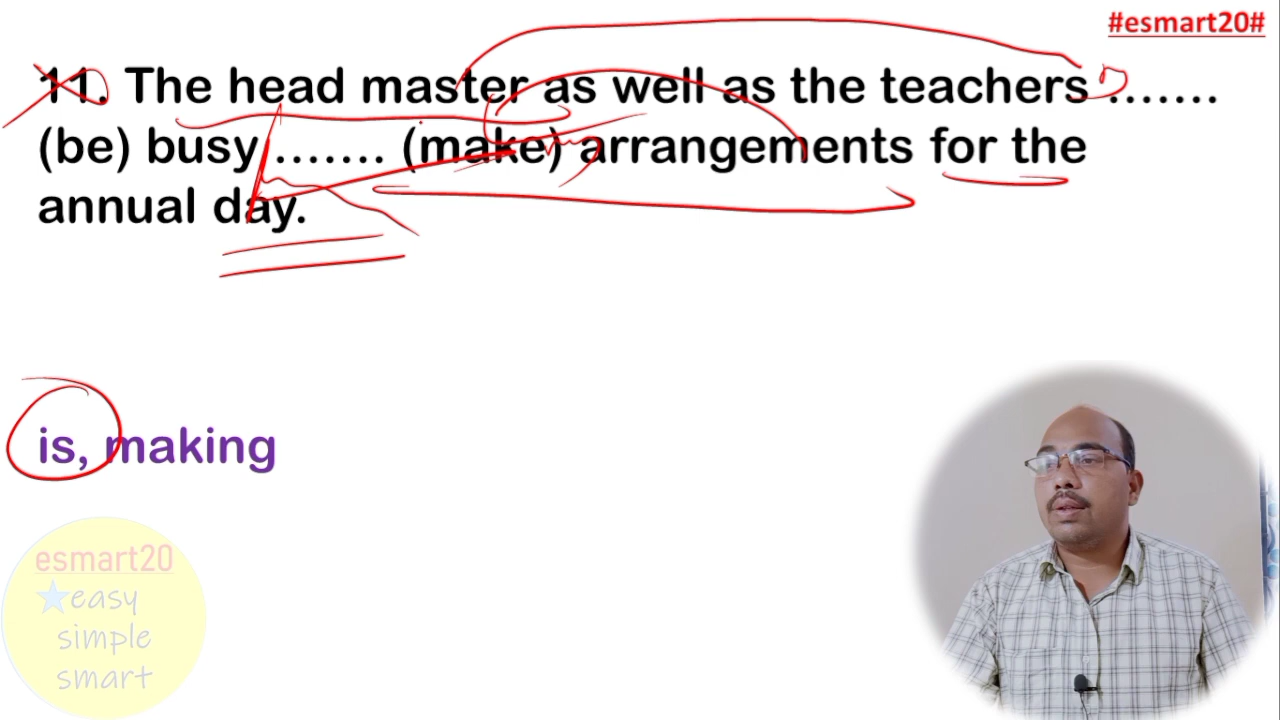 #esmart20#
11. The head master as well as the teachers .......
(be) busy ....... (make) arrangements for the
annual day.
is, making
esmart20
easy
simple
smart